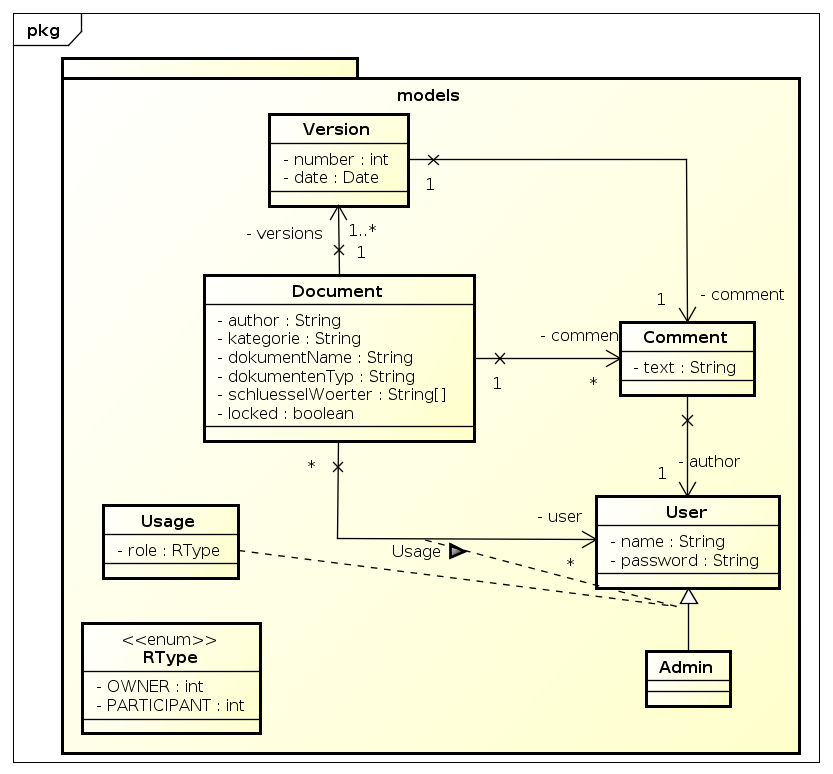 pkg
models
Version
- number : int
- date : Date
1
- versions
1..*
1
Document
- author : String
- kategorie : String
- dokumentName : String
- dokumentenTyp : String
- schluesselWoerter : String[]
- locked : boolean
1
- comment
- commen
1
*
Comment
- text : String
*
1
- author
- user
Usage
*
User
- name : String
- password : String
Usage
- role : RType
<<enum>>
RType
- OWNER : int
- PARTICIPANT : int
Admin